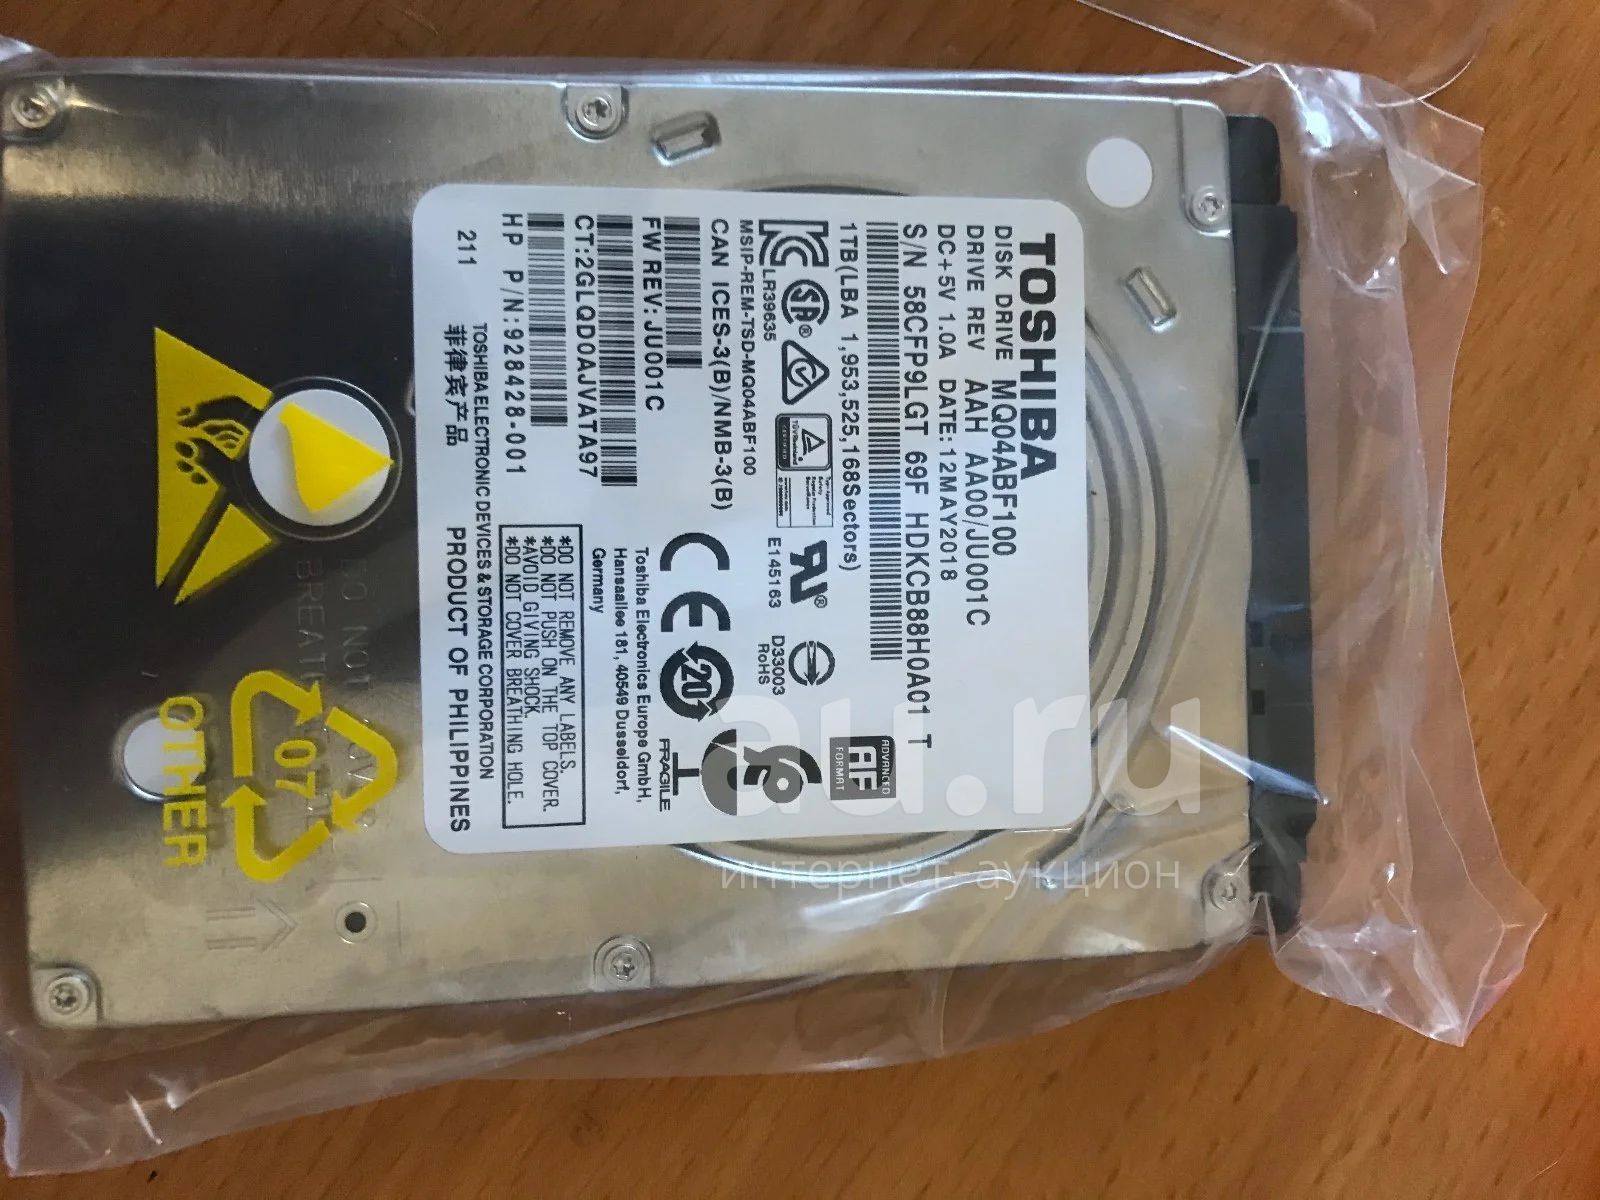 TOSHIBA
DISK DRIVE MQ04ABF100
DRIVE REV AAH AA00/JU001C
DC+5V 1.0A DATE:12MAY2018
S/N 58CFP9LGT 69F HDKCB88H0A01 T
1TB(LBA 1,953,525,168Sectors)
ADVANCED
AF
FORMAT
LR39635
MSIP-REM-TSD-MQ04ABF100
E145163
D33003
RoHS
CAN ICES-3(B)/NMB-3(B)
20
FRAGILE
FW REV:JU001C
Toshiba Electronics Europe GmbH,
Hansaallee 181, 40549 Dusseldorf,
Germany
CT:2GLQD0AJVATA97
*DO NOT REMOVE ANY LABELS.
*DO NOT PUSH ON THE TOP COVER.
*AVOID GIVING SHOCK.
*DO NOT COVER BREATHING HOLE.
HP P/N:928428-001
211
TOSHIBA ELECTRONIC DEVICES & STORAGE CORPORATION
菲律宾产品
PRODUCT OF PHILIPPINES
DO NOT
07
OTHER
au.ru
интернет-аукцион